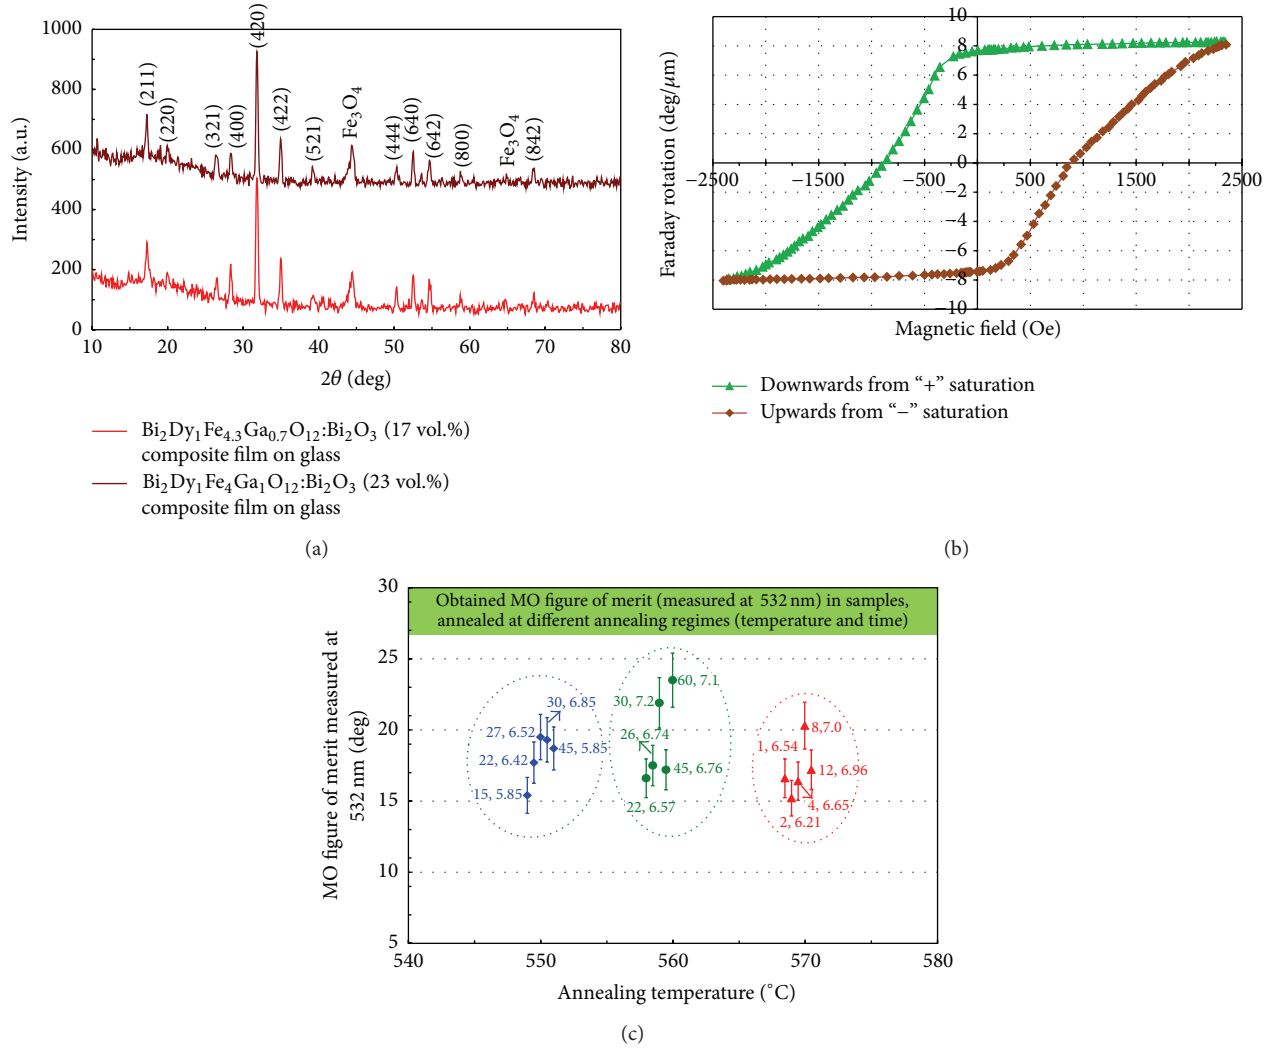 1000
800
600
400
200
0
Intensity (a.u.)
(211)
(220)
(321)
(400)
(420)
(422)
(521)
Fe3O4
(444)
(640)
(642)
(800)
Fe3O4
(842)
10 20 30 40 50 60 70 80
2θ (deg)
Bi2Dy1Fe4.3Ga0.7O12:Bi2O3 (17 vol.%)
composite film on glass
Bi2Dy1Fe4Ga1O12:Bi2O3 (23 vol.%)
composite film on glass
(a)
10
8
6
4
2
0
−2
−4
−6
−8
−10
Faraday rotation (deg/μm)
−2500 −1500 −500 500 1500 2500
Magnetic field (Oe)
Downwards from “+” saturation
Upwards from “−” saturation
(b)
30
25
20
15
10
5
MO figure of merit measured at
532 nm (deg)
Obtained MO figure of merit (measured at 532 nm) in samples,
annealed at different annealing regimes (temperature and time)
30, 6.85
27, 6.52
45, 5.85
22, 6.42
15, 5.85
60, 7.1
30, 7.2
26, 6.74
45, 6.76
22, 6.57
8,7.0
1, 6.54
12, 6.96
4, 6.65
2, 6.21
540 550 560 570 580
Annealing temperature (°C)
(c)